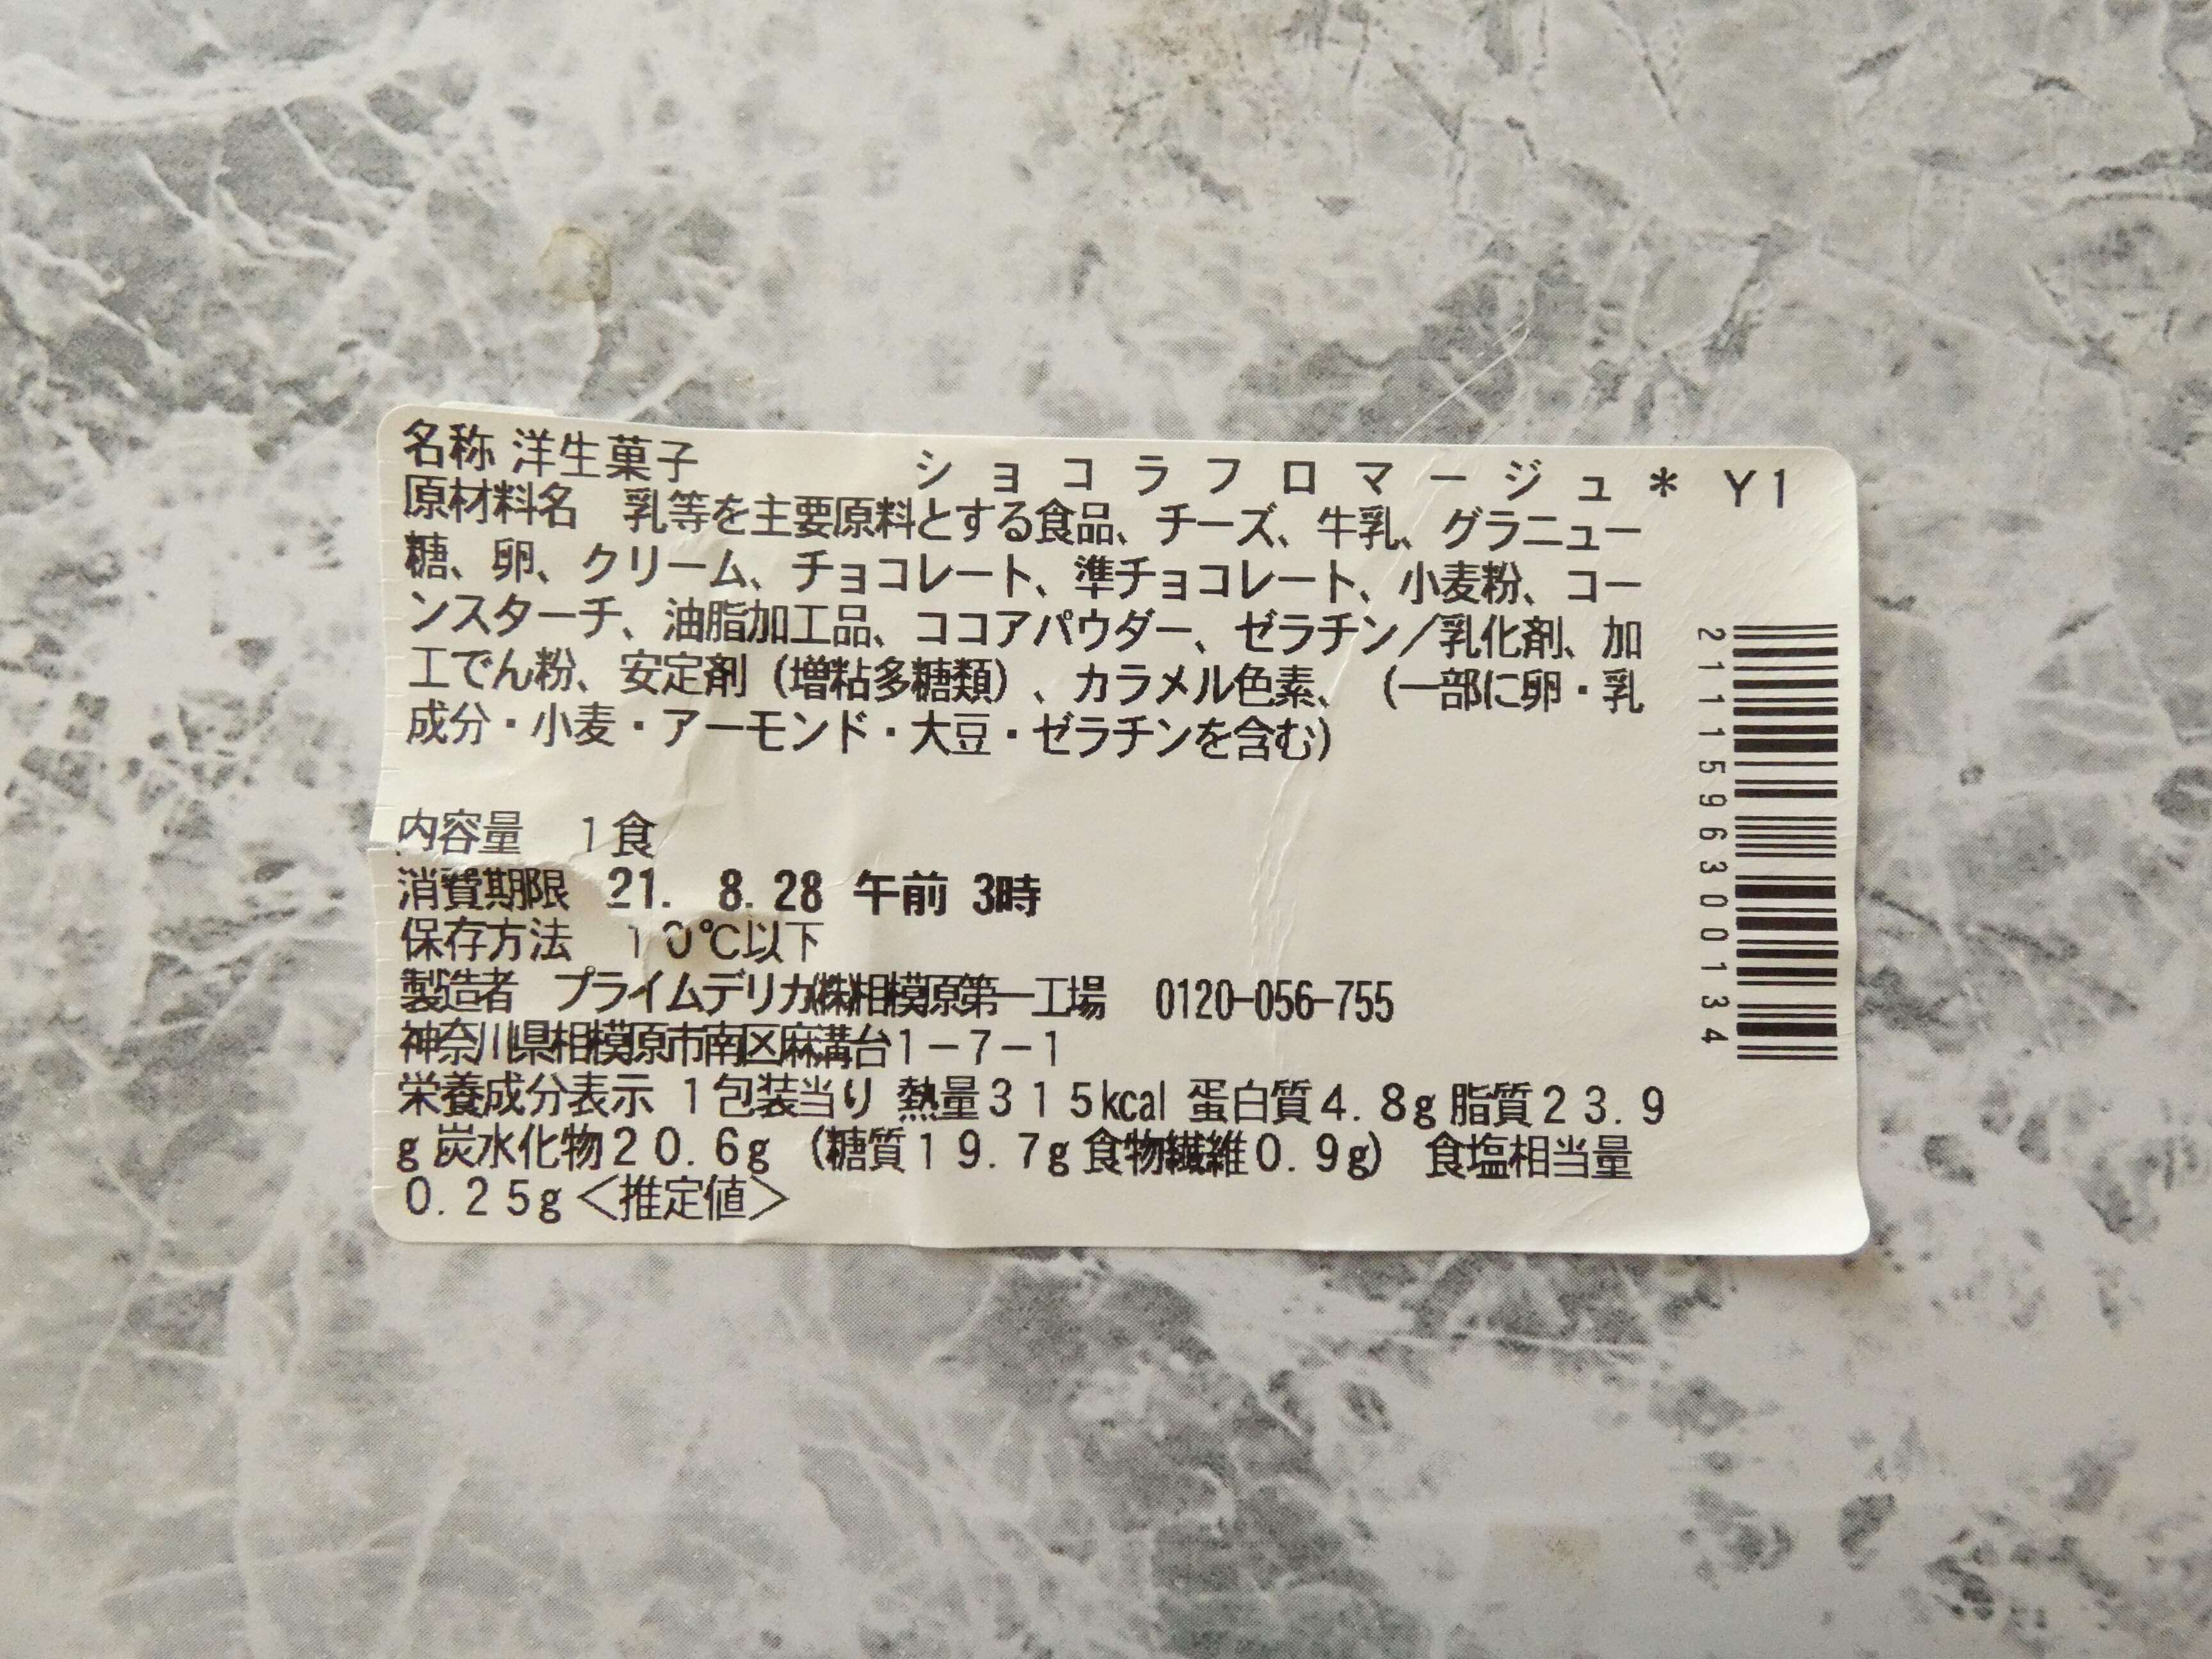 名称 洋生菓子　ショコラフロマージュ＊ Y1
原材料名　乳等を主要原料とする食品、チーズ、牛乳、グラニュー
糖、卵、クリーム、チョコレート、準チョコレート、小麦粉、コー
ンスターチ、油脂加工品、ココアパウダー、ゼラチン／乳化剤、加
工でん粉、安定剤（増粘多糖類）、カラメル色素、（一部に卵・乳
成分・小麦・アーモンド・大豆・ゼラチンを含む）
内容量　1食
消費期限　21. 8.28 午前 3時
保存方法　10℃以下
製造者　プライムデリカ㈱相模原第一工場　0120-056-755
神奈川県相模原市南区麻溝台1－7－1
栄養成分表示 1包装当り 熱量315kcal 蛋白質4.8g 脂質23.9
g 炭水化物20.6g （糖質19.7g 食物繊維0.9g）　食塩相当量
0.25g＜推定値＞
2111596300134